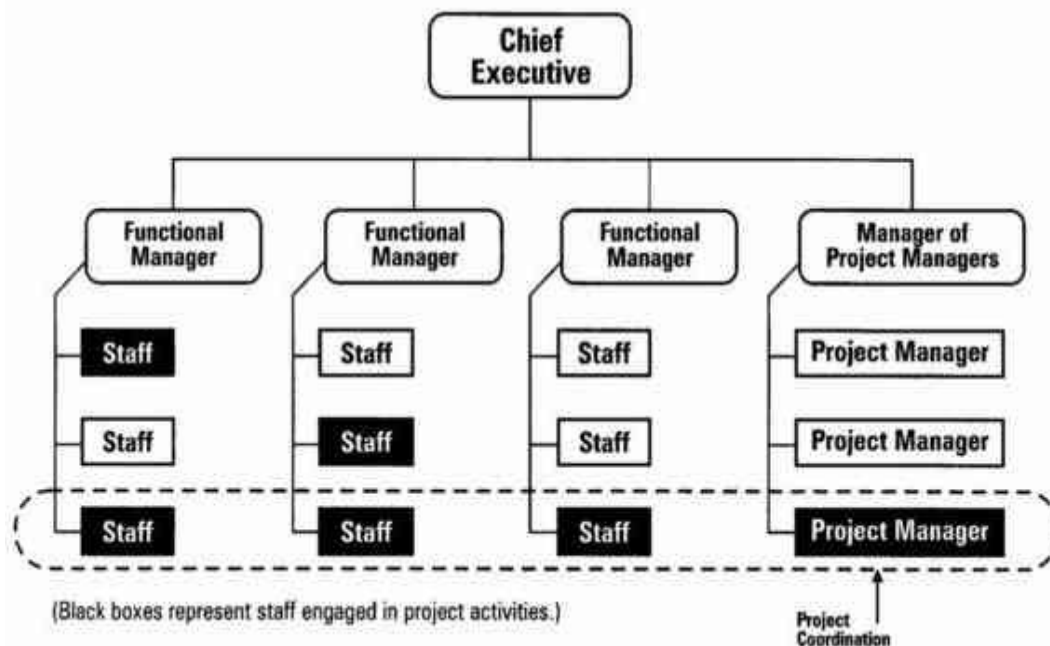 Chief
Executive
Functional
Manager
Functional
Manager
Functional
Manager
Manager of
Project Managers
Staff
Staff
Staff
Project Manager
Staff
Staff
Staff
Project Manager
Staff
Staff
Staff
Project Manager
(Black boxes represent staff engaged in project activities.)
Project
Coordination